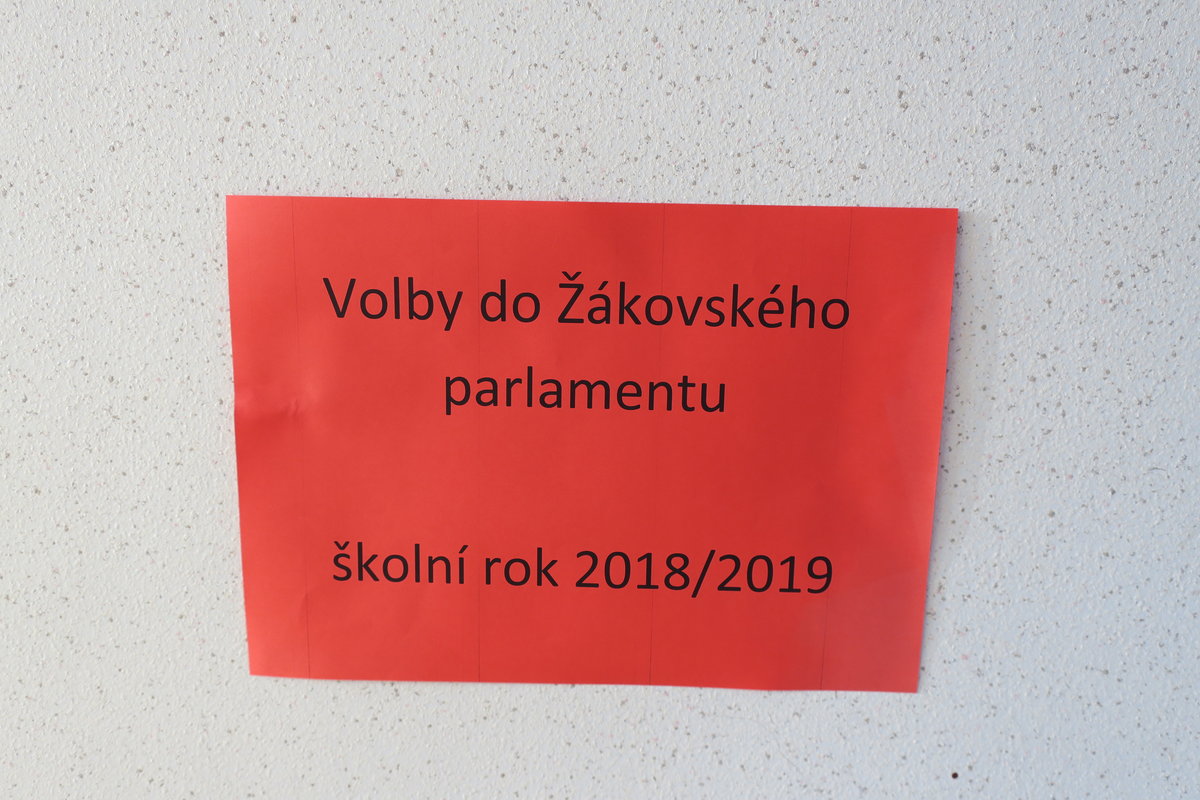 Volby do Žákovského
parlamentu
školní rok 2018/2019